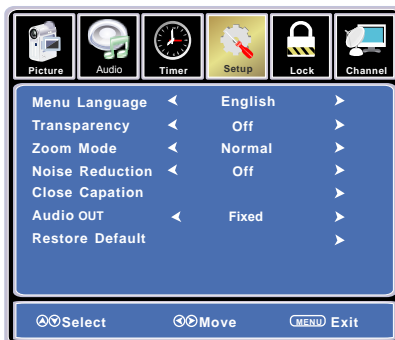 Picture Audio Timer Setup Lock Channel
Menu Language English
Transparency Off
Zoom Mode Normal
Noise Reduction Off
Close Capation
Audio OUT Fixed
Restore Default
Select Move MENU Exit